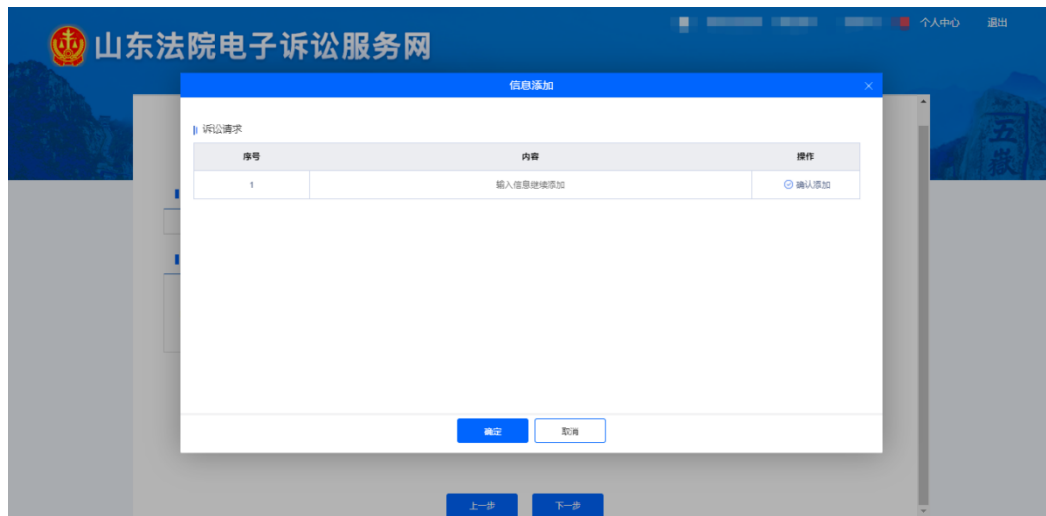 个人中心 退出
山东法院电子诉讼服务网
信息添加
诉讼请求
序号 内容 操作
1 输入信息继续添加 确认添加
确定 取消
上一步 下一步
五嶽